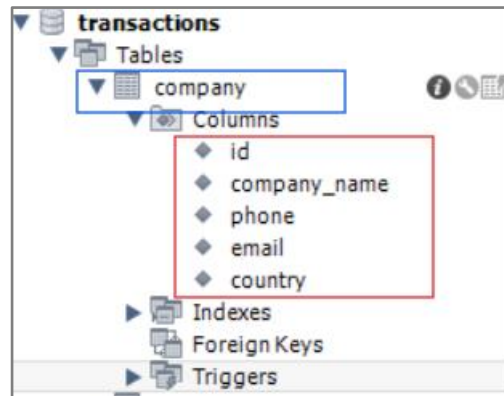 transactions
Tables
company
Columns
id
company_name
phone
email
country
Indexes
Foreign Keys
Triggers